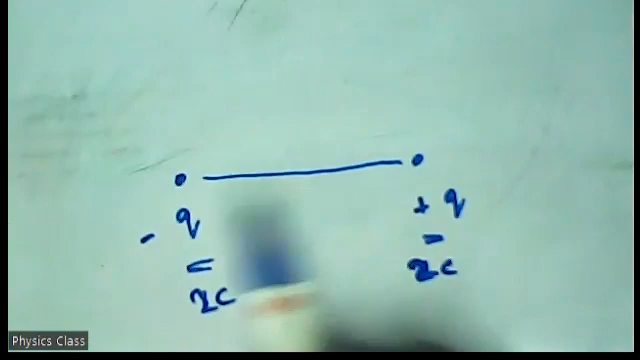 - q + q
= =
2c 2c
Physics Class